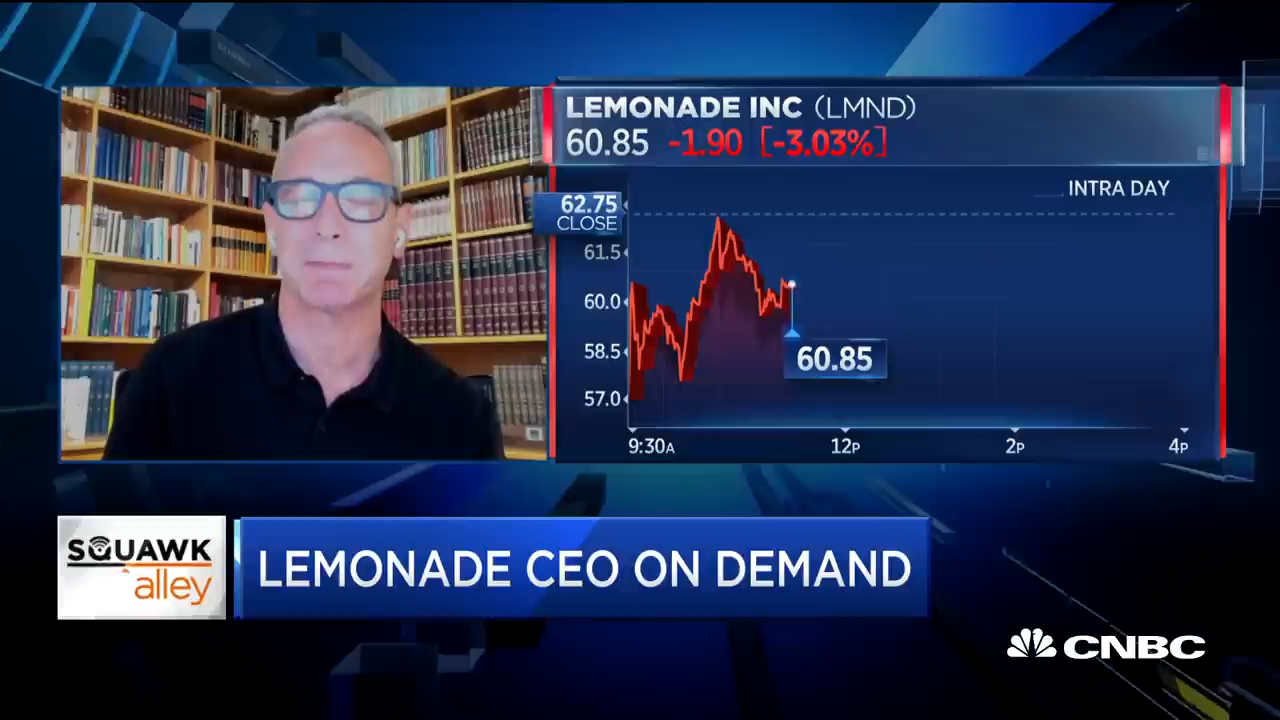 LEMONADE INC (LMND)
60.85 -1.90 [-3.03%]
INTRA DAY
62.75
CLOSE
61.5
60.0
58.5
57.0
60.85
9:30A 12P 2P 4P
SQUAWK
alley
LEMONADE CEO ON DEMAND
CNBC